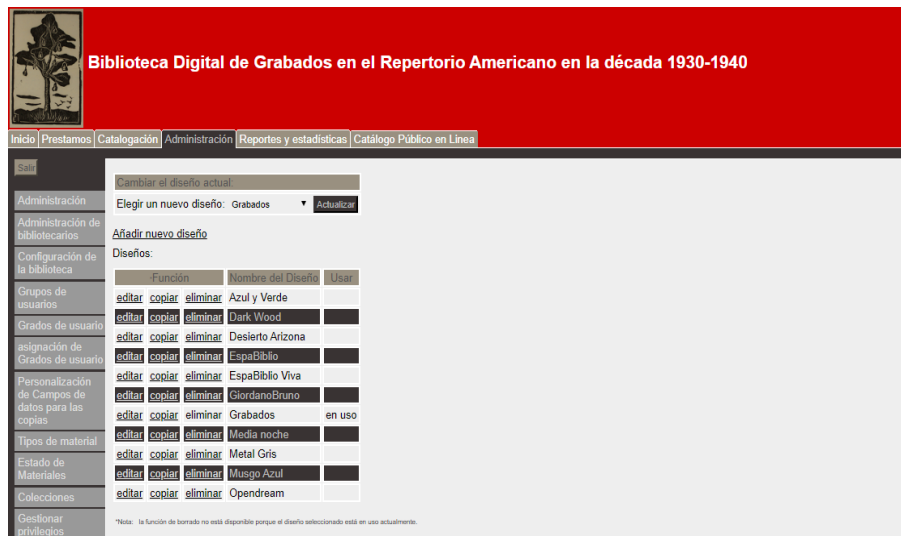 Biblioteca Digital de Grabados en el Repertorio Americano en la década 1930-1940
Inicio Prestamos Catalogación Administración Reportes y estadísticas Catálogo Público en Linea
Salir
Administración
Administración de
bibliotecarios
Configuración de
la biblioteca
Grupos de
usuarios
Grados de usuario
asignación de
Grados de usuario
Personalización
de Campos de
datos para las
copias
Tipos de material
Estado de
Materiales
Colecciones
Gestionar
privilegios
Cambiar el diseño actual:
Elegir un nuevo diseño: Grabados Actualizar
Añadir nuevo diseño
Diseños:
·Función Nombre del Diseño Usar
editar copiar eliminar Azul y Verde
editar copiar eliminar Dark Wood
editar copiar eliminar Desierto Arizona
editar copiar eliminar EspaBiblio
editar copiar eliminar EspaBiblio Viva
editar copiar eliminar GiordanoBruno
editar copiar eliminar Grabados en uso
editar copiar eliminar Media noche
editar copiar eliminar Metal Gris
editar copiar eliminar Musgo Azul
editar copiar eliminar Opendream
*Nota: la función de borrado no está disponible porque el diseño seleccionado está en uso actualmente.